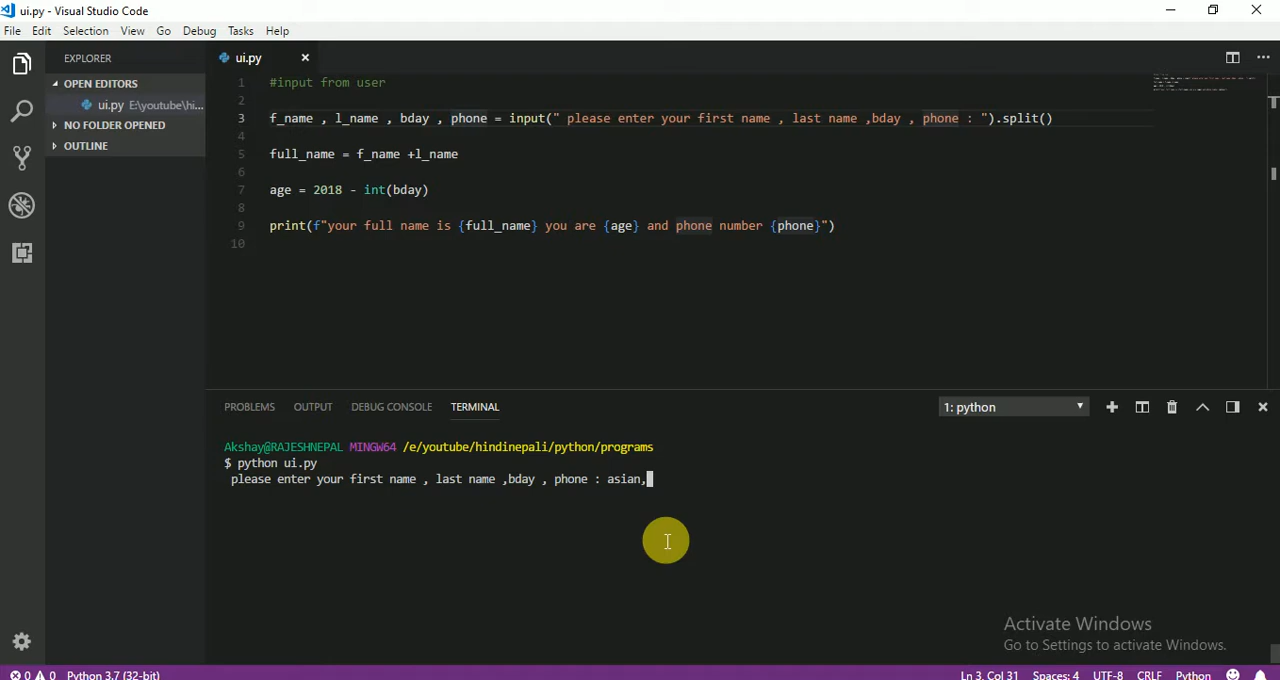 ui.py - Visual Studio Code
File Edit Selection View Go Debug Tasks Help
EXPLORER
OPEN EDITORS
ui.py E:\youtube\hi...
NO FOLDER OPENED
OUTLINE
ui.py
1 #input from user
2
3 f_name , l_name , bday , phone = input(" please enter your first name , last name ,bday , phone : ").split()
4
5 full_name = f_name +l_name
6
7 age = 2018 - int(bday)
8
9 print(f"your full name is {full_name} you are {age} and phone number {phone}")
10
PROBLEMS OUTPUT DEBUG CONSOLE TERMINAL 1: python
Akshay@RAJESHNEPAL MINGW64 /e/youtube/hindinepali/python/programs
$ python ui.py
please enter your first name , last name ,bday , phone : asian,
Activate Windows
Go to Settings to activate Windows.
0 0 Python 3.7 (32-bit) Ln 3, Col 31 Spaces: 4 UTF-8 CRLF Python